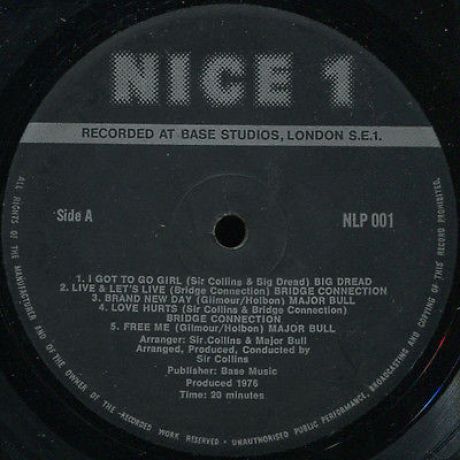 NICE 1
RECORDED AT BASE STUDIOS, LONDON S.E.1.
Side A
NLP 001
1. I GOT TO GO GIRL (Sir Collins & Big Dread) BIG DREAD
2. LIVE & LET'S LIVE (Bridge Connection) BRIDGE CONNECTION
3. BRAND NEW DAY (Gilmour/Holbon) MAJOR BULL
4. LOVE HURTS (Sir Collins & Bridge Connection)
BRIDGE CONNECTION
5. FREE ME (Gilmour/Holbon) MAJOR BULL
Arranger: Sir Collins & Major Bull
Arranged, Produced, Conducted by
Sir Collins
Publisher: Base Music
Produced 1976
Time: 20 minutes
ALL RIGHTS OF THE MANUFACTURER AND OF THE OWNER OF THE RECORDED WORK RESERVED · UNAUTHORISED PUBLIC PERFORMANCE, BROADCASTING AND COPYING OF THIS RECORD PROHIBITED.